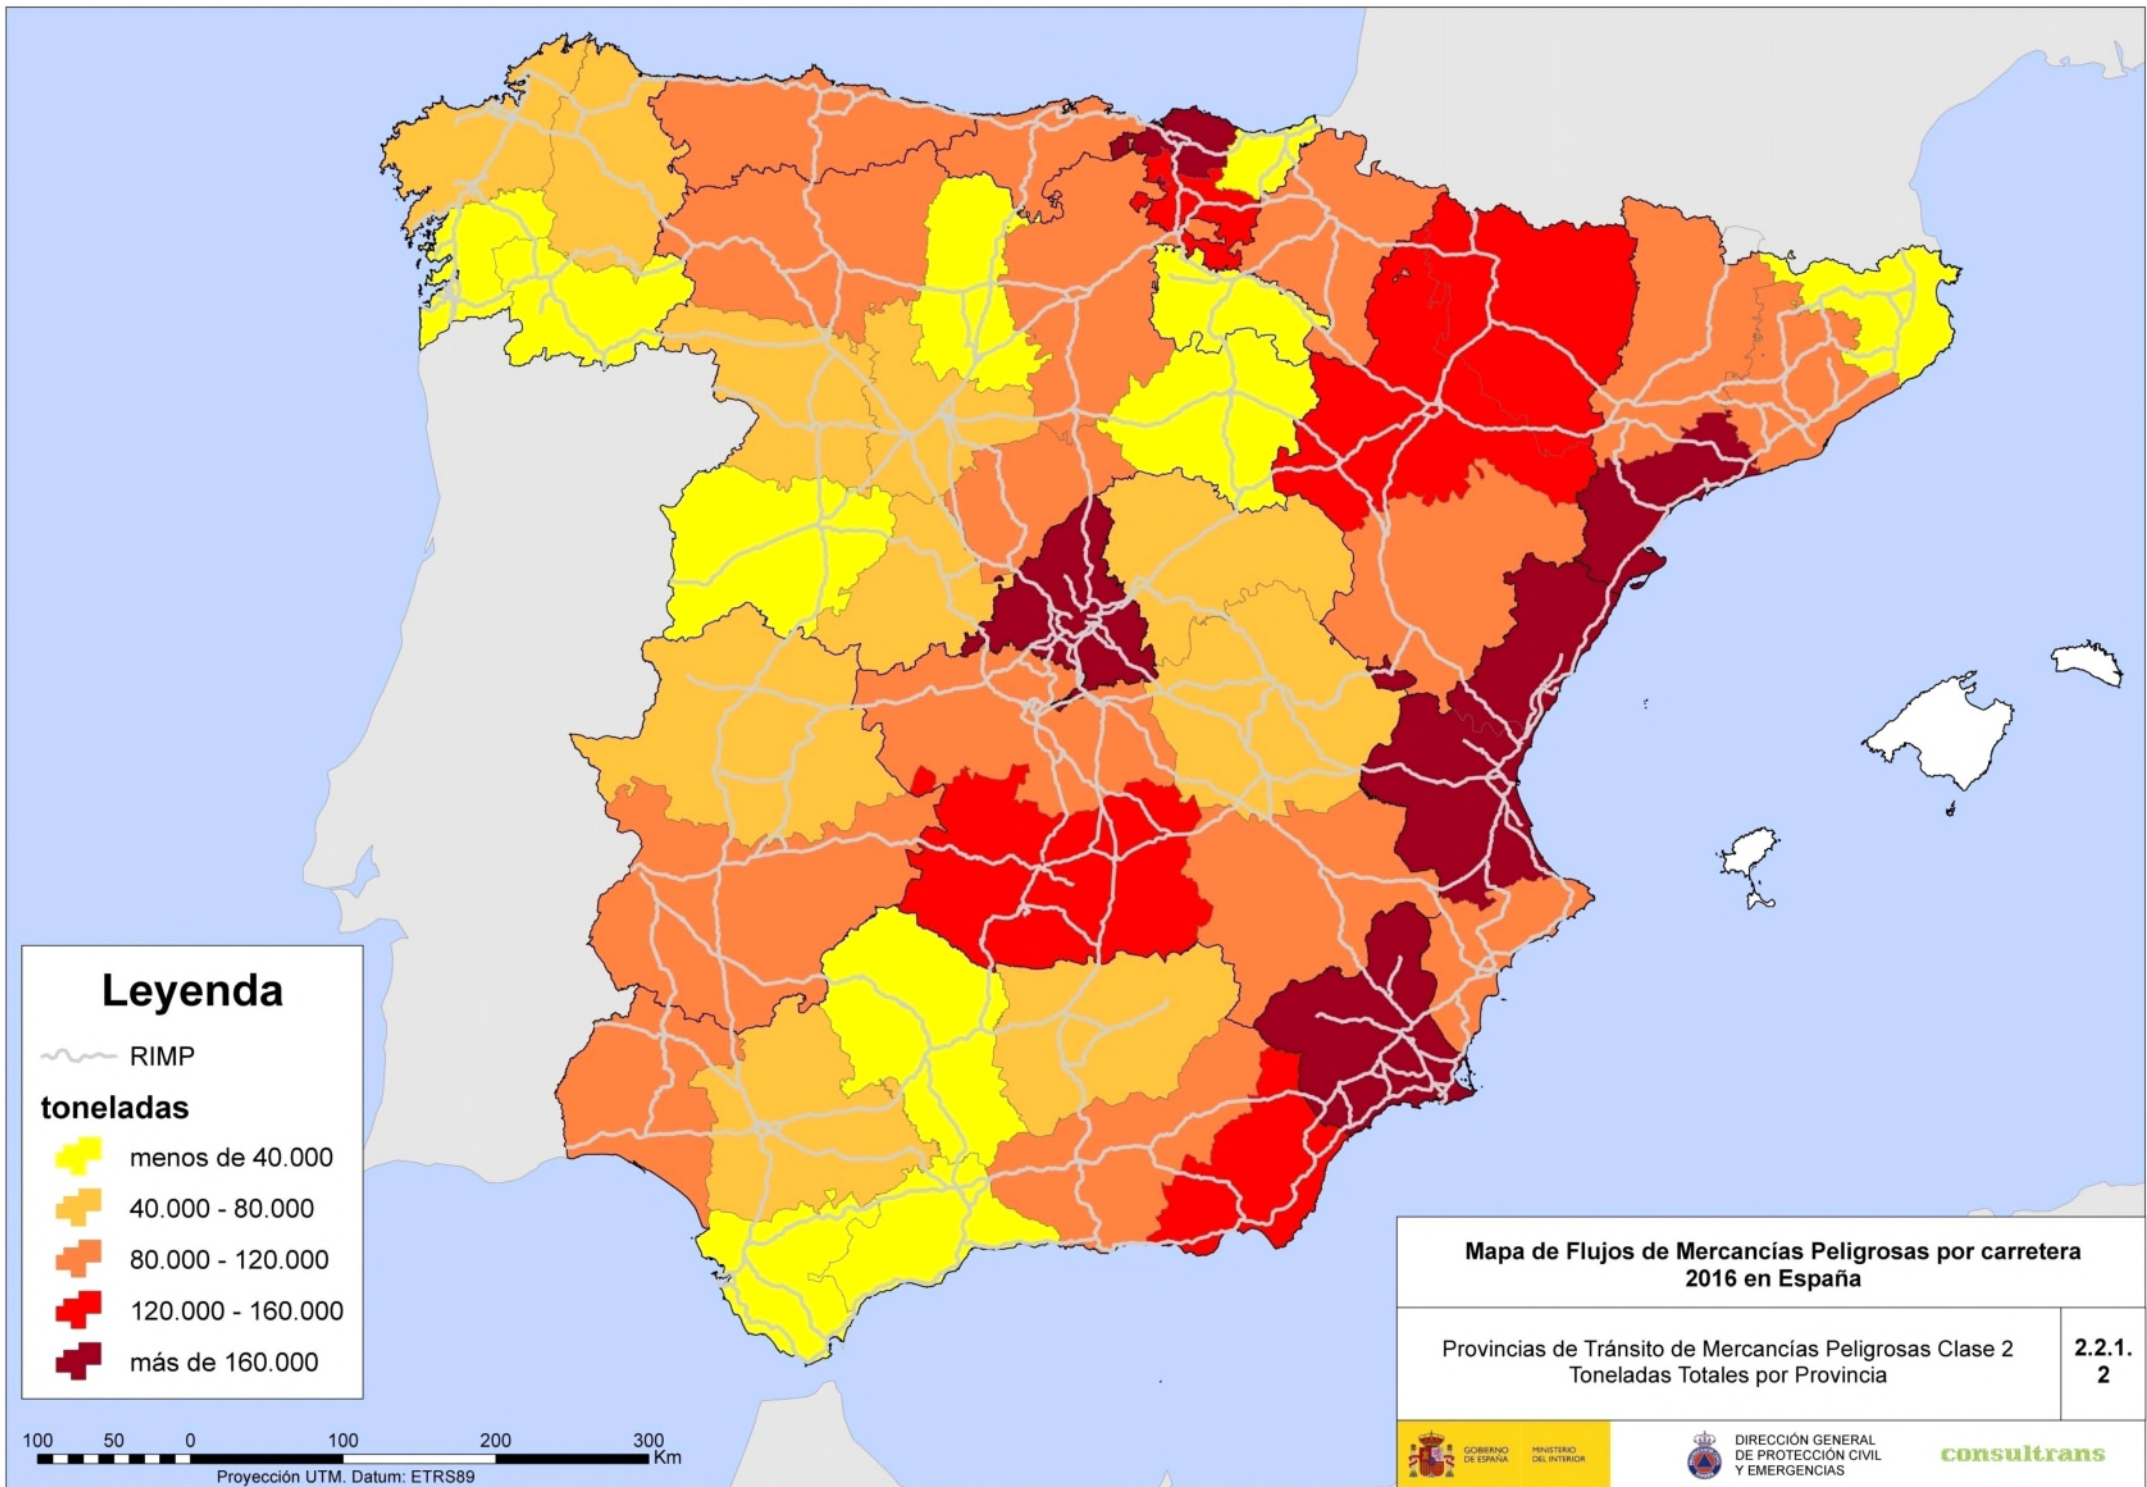 Leyenda
RIMP
toneladas
menos de 40.000
40.000 - 80.000
80.000 - 120.000
120.000 - 160.000
más de 160.000
100 50 0 100 200 300
Km
Proyección UTM. Datum: ETRS89
Mapa de Flujos de Mercancías Peligrosas por carretera
2016 en España
Provincias de Tránsito de Mercancías Peligrosas Clase 2
Toneladas Totales por Provincia
2.2.1.
2
GOBIERNO
DE ESPAÑA
MINISTERIO
DEL INTERIOR
DIRECCIÓN GENERAL
DE PROTECCIÓN CIVIL
Y EMERGENCIAS
consultrans